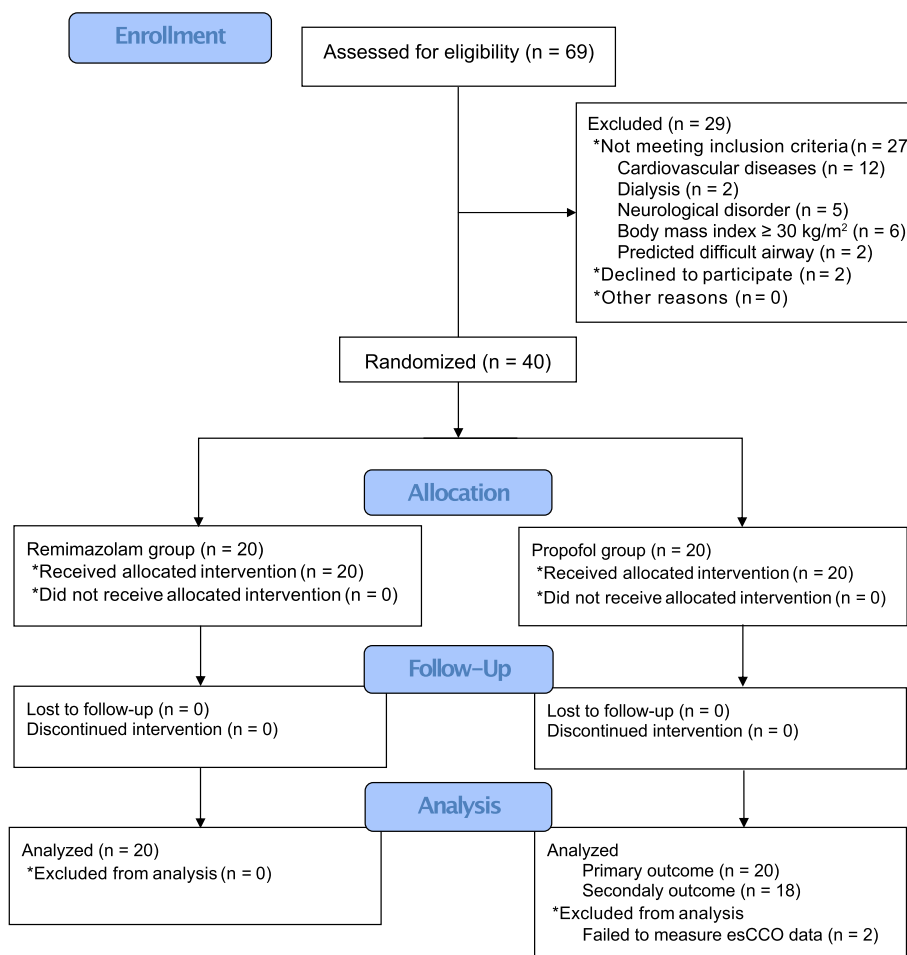 Enrollment
Assessed for eligibility (n = 69)
Excluded (n = 29)
*Not meeting inclusion criteria (n = 27
Cardiovascular diseases (n = 12)
Dialysis (n = 2)
Neurological disorder (n = 5)
Body mass index ≥ 30 kg/m² (n = 6)
Predicted difficult airway (n = 2)
*Declined to participate (n = 2)
*Other reasons (n = 0)
Randomized (n = 40)
Allocation
Remimazolam group (n = 20)
*Received allocated intervention (n = 20)
*Did not receive allocated intervention (n = 0)
Propofol group (n = 20)
*Received allocated intervention (n = 20)
*Did not receive allocated intervention (n = 0)
Follow-Up
Lost to follow-up (n = 0)
Discontinued intervention (n = 0)
Lost to follow-up (n = 0)
Discontinued intervention (n = 0)
Analysis
Analyzed (n = 20)
*Excluded from analysis (n = 0)
Analyzed
Primary outcome (n = 20)
Secondaly outcome (n = 18)
*Excluded from analysis
Failed to measure esCCO data (n = 2)